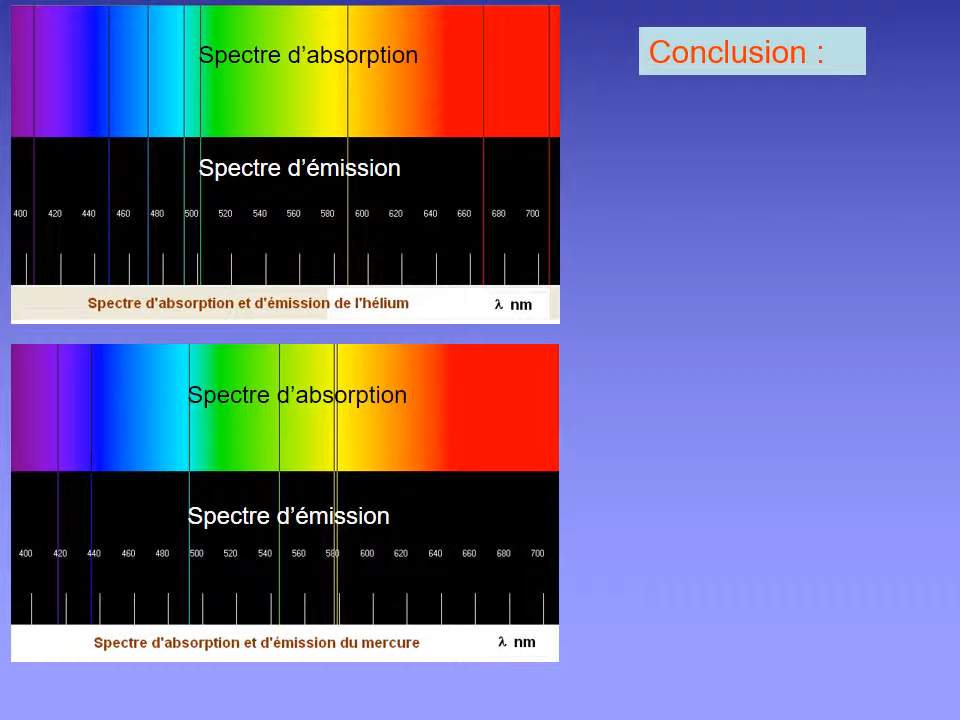 Spectre d’absorption
Conclusion :
Spectre d’émission
400 420 440 460 480 500 520 540 560 580 600 620 640 660 680 700
Spectre d'absorption et d'émission de l'hélium λ nm
Spectre d’absorption
Spectre d’émission
400 420 440 460 480 500 520 540 560 580 600 620 640 660 680 700
Spectre d'absorption et d'émission du mercure λ nm